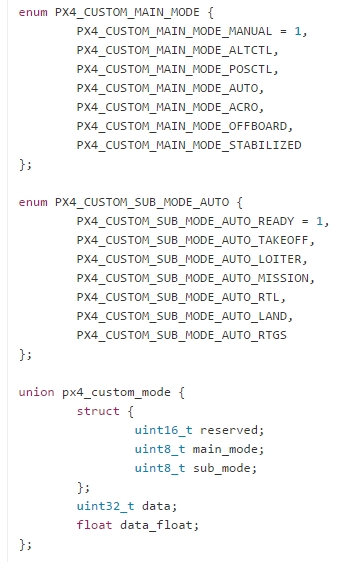 enum PX4_CUSTOM_MAIN_MODE {
        PX4_CUSTOM_MAIN_MODE_MANUAL = 1,
        PX4_CUSTOM_MAIN_MODE_ALTCTL,
        PX4_CUSTOM_MAIN_MODE_POSCTL,
        PX4_CUSTOM_MAIN_MODE_AUTO,
        PX4_CUSTOM_MAIN_MODE_ACRO,
        PX4_CUSTOM_MAIN_MODE_OFFBOARD,
        PX4_CUSTOM_MAIN_MODE_STABILIZED
};

enum PX4_CUSTOM_SUB_MODE_AUTO {
        PX4_CUSTOM_SUB_MODE_AUTO_READY = 1,
        PX4_CUSTOM_SUB_MODE_AUTO_TAKEOFF,
        PX4_CUSTOM_SUB_MODE_AUTO_LOITER,
        PX4_CUSTOM_SUB_MODE_AUTO_MISSION,
        PX4_CUSTOM_SUB_MODE_AUTO_RTL,
        PX4_CUSTOM_SUB_MODE_AUTO_LAND,
        PX4_CUSTOM_SUB_MODE_AUTO_RTGS
};

union px4_custom_mode {
        struct {
                uint16_t reserved;
                uint8_t main_mode;
                uint8_t sub_mode;
        };
        uint32_t data;
        float data_float;
};